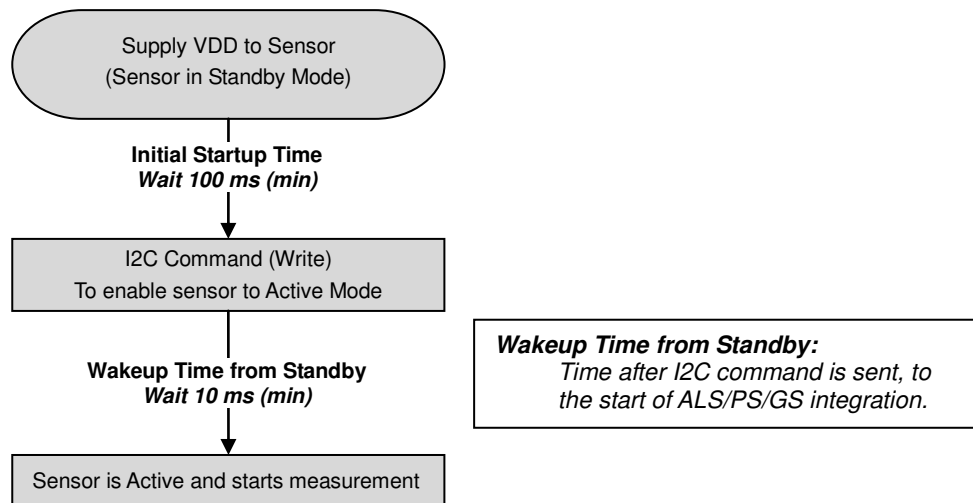 Supply VDD to Sensor
(Sensor in Standby Mode)
Initial Startup Time
Wait 100 ms (min)
I2C Command (Write)
To enable sensor to Active Mode
Wakeup Time from Standby
Wait 10 ms (min)
Wakeup Time from Standby:
Time after I2C command is sent, to
the start of ALS/PS/GS integration.
Sensor is Active and starts measurement